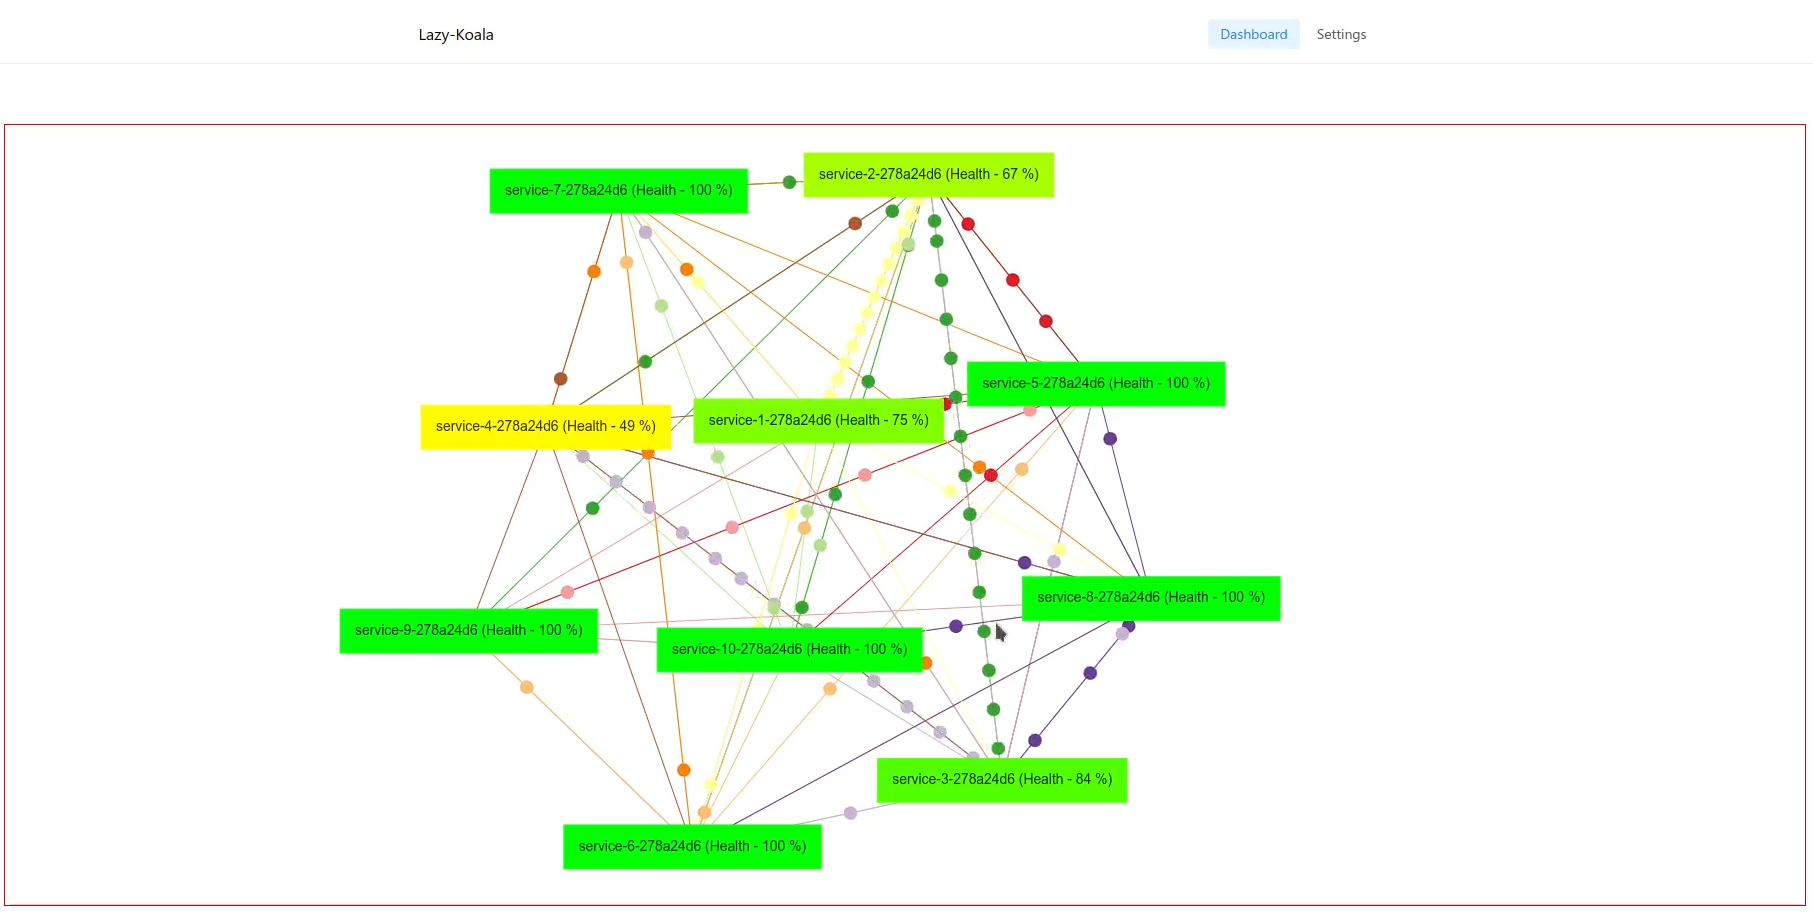 Lazy-Koala
Dashboard
Settings
service-7-278a24d6 (Health - 100 %)
service-2-278a24d6 (Health - 67 %)
service-5-278a24d6 (Health - 100 %)
service-4-278a24d6 (Health - 49 %)
service-1-278a24d6 (Health - 75 %)
service-8-278a24d6 (Health - 100 %)
service-9-278a24d6 (Health - 100 %)
service-10-278a24d6 (Health - 100 %)
service-3-278a24d6 (Health - 84 %)
service-6-278a24d6 (Health - 100 %)